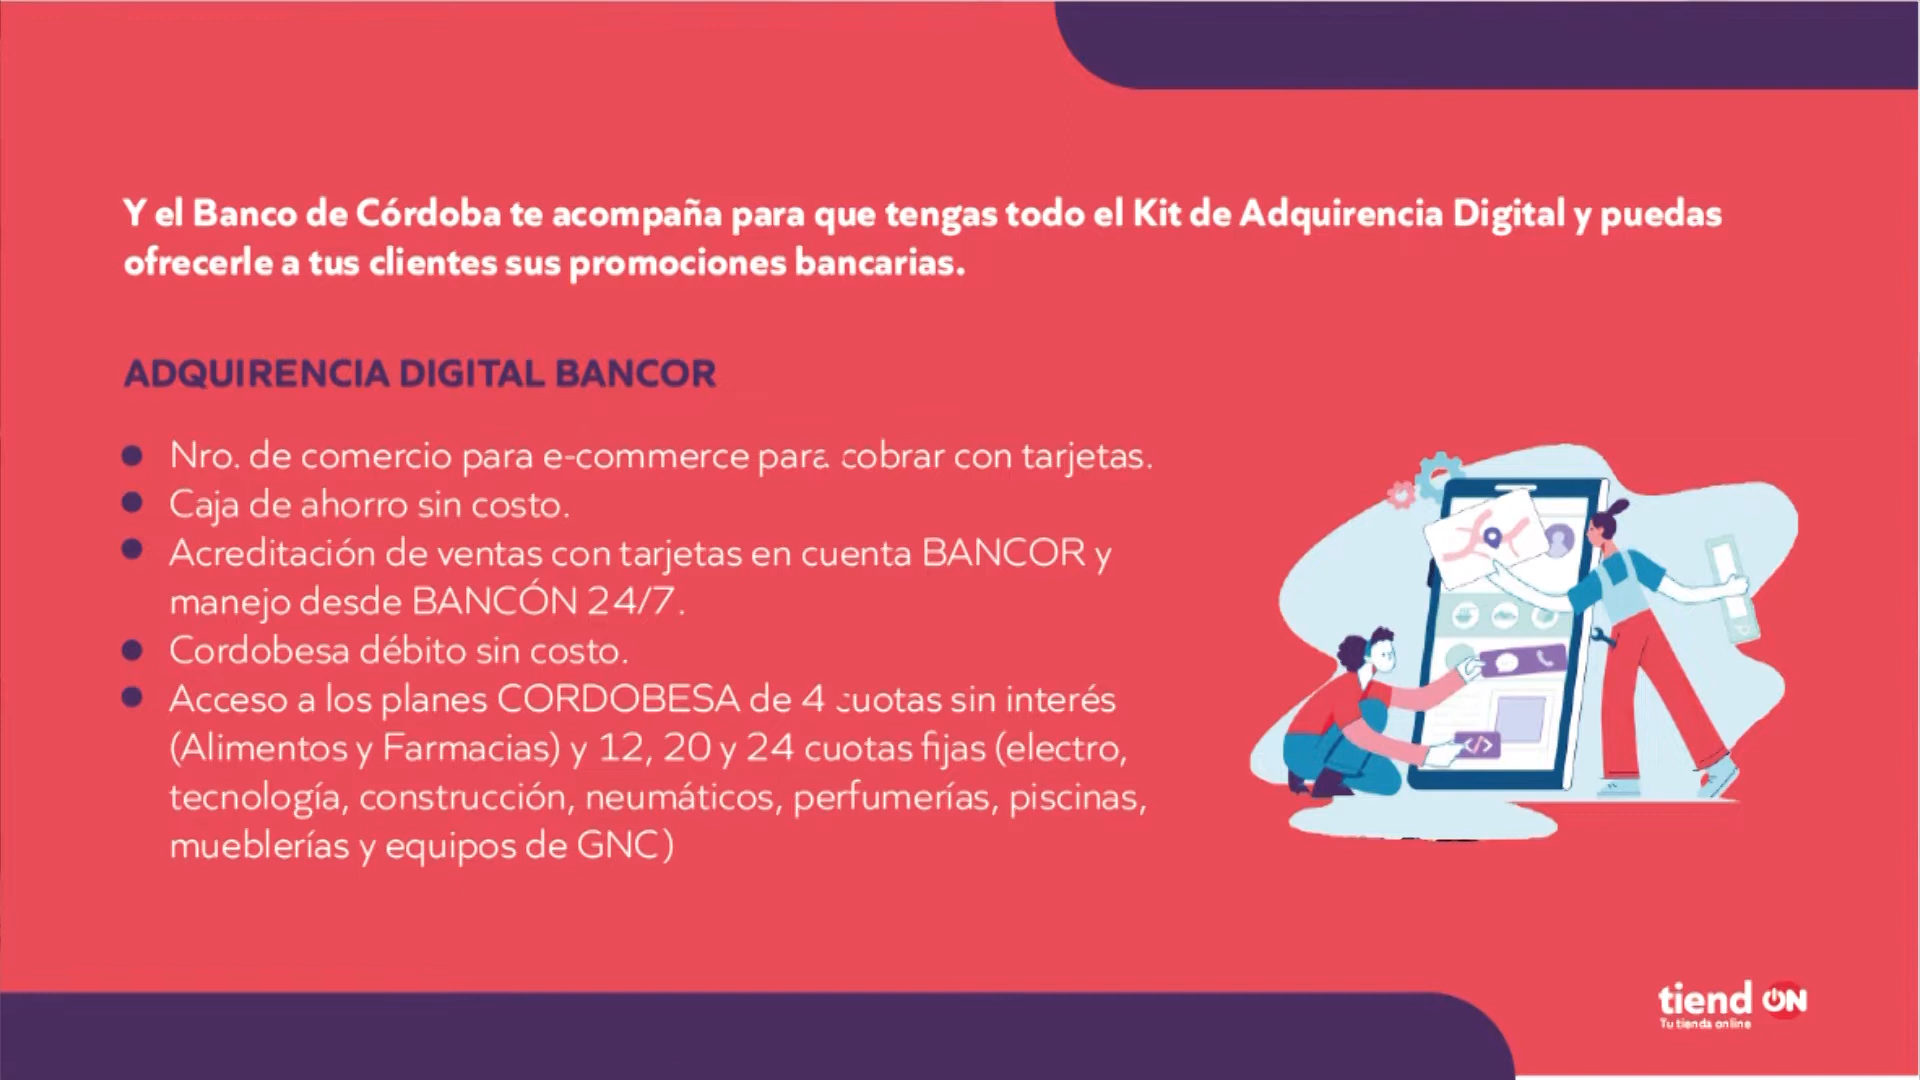 Y el Banco de Córdoba te acompaña para que tengas todo el Kit de Adquirencia Digital y puedas
ofrecerle a tus clientes sus promociones bancarias.
ADQUIRENCIA DIGITAL BANCOR
Nro. de comercio para e-commerce para cobrar con tarjetas.
Caja de ahorro sin costo.
Acreditación de ventas con tarjetas en cuenta BANCOR y
manejo desde BANCÓN 24/7.
Cordobesa débito sin costo.
Acceso a los planes CORDOBESA de 4 cuotas sin interés
(Alimentos y Farmacias) y 12, 20 y 24 cuotas fijas (electro,
tecnología, construcción, neumáticos, perfumerías, piscinas,
mueblerías y equipos de GNC)
</>
tiend ON
Tu tienda online